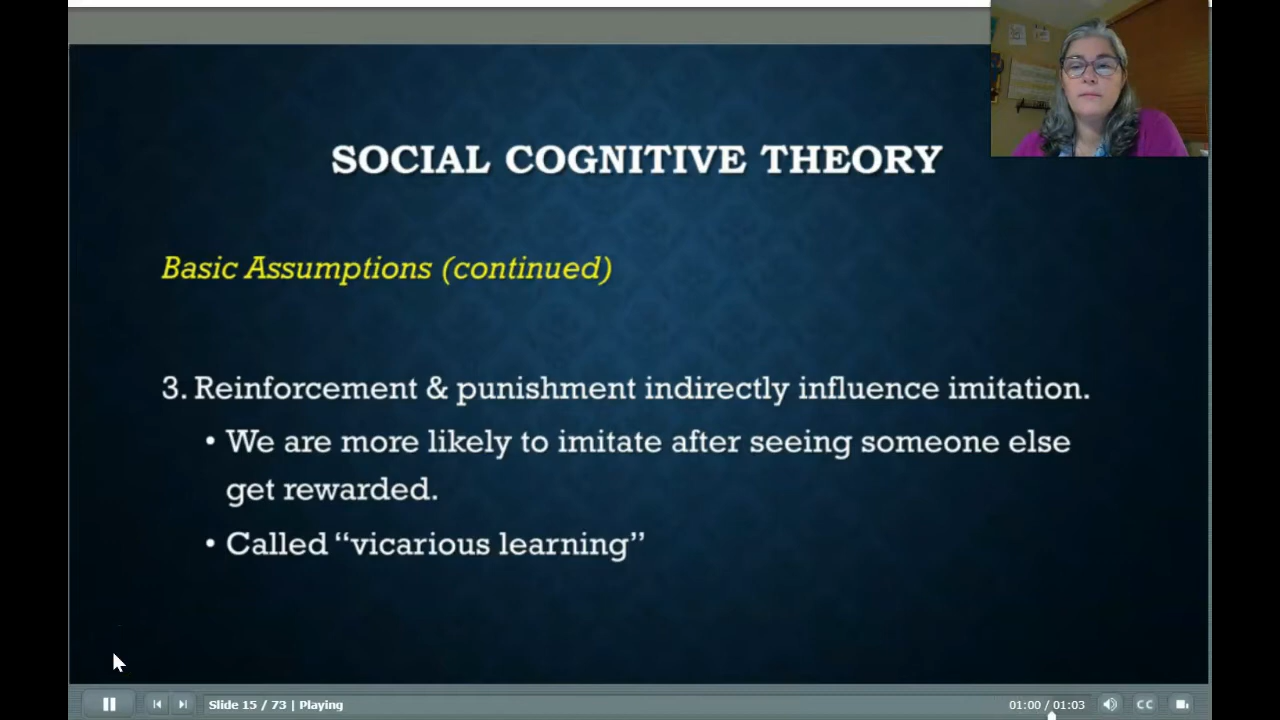 SOCIAL COGNITIVE THEORY
Basic Assumptions (continued)
3. Reinforcement & punishment indirectly influence imitation.
• We are more likely to imitate after seeing someone else
get rewarded.
• Called “vicarious learning”
Slide 15 / 73 | Playing
01:00 / 01:03
CC